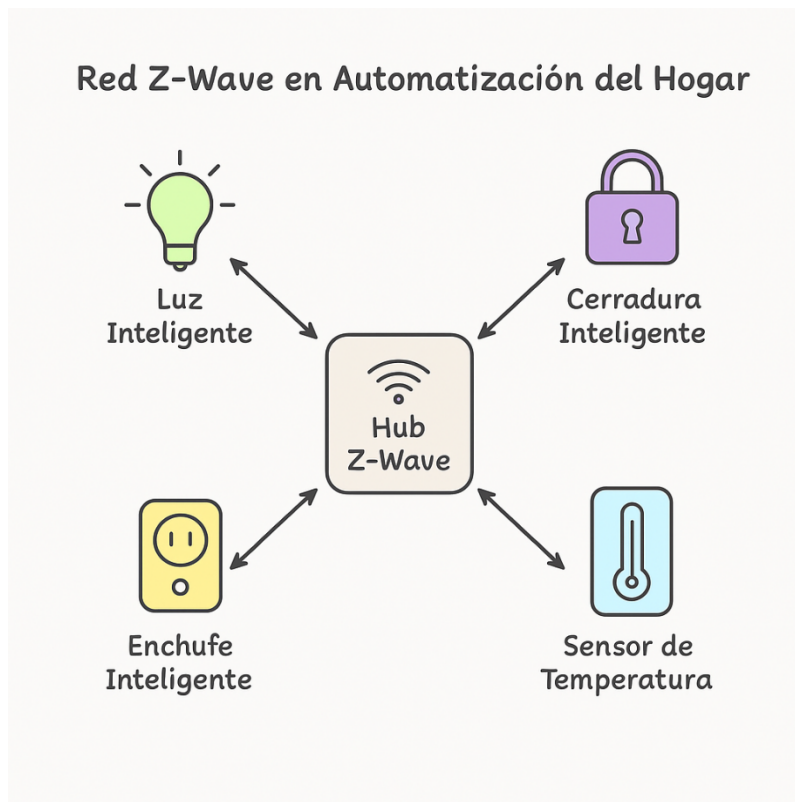 Red Z-Wave en Automatización del Hogar
Luz
Inteligente
Cerradura
Inteligente
Hub
Z-Wave
Enchufe
Inteligente
Sensor de
Temperatura